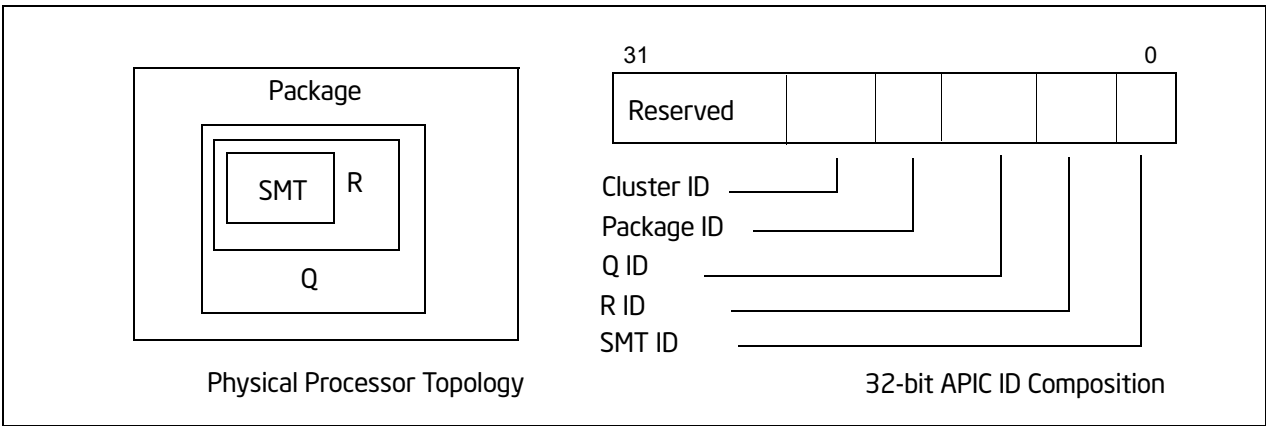 Package
SMT
R
Q
Physical Processor Topology
31 0
Reserved
Cluster ID
Package ID
Q ID
R ID
SMT ID
32-bit APIC ID Composition